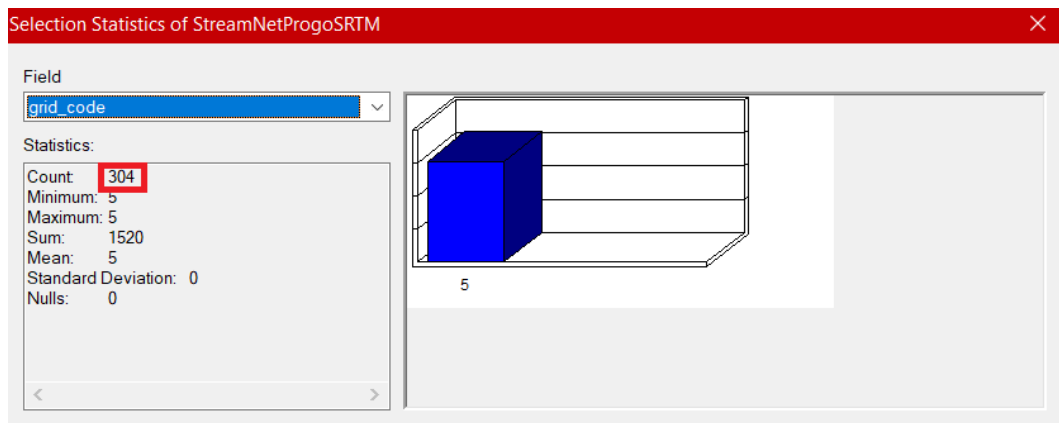 Selection Statistics of StreamNetProgoSRTM
Field
grid_code
Statistics:
Count: 304
Minimum: 5
Maximum: 5
Sum: 1520
Mean: 5
Standard Deviation: 0
Nulls: 0
5